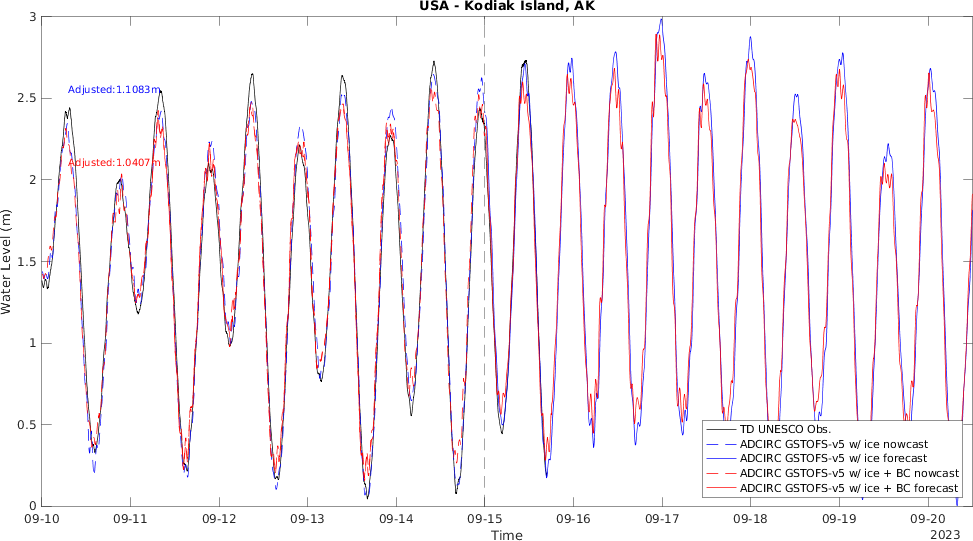 USA - Kodiak Island, AK
Water Level (m)
3
2.5
2
1.5
1
0.5
0
Adjusted:1.1083m
Adjusted:1.0407m
TD UNESCO Obs.
ADCIRC GSTOFS-v5 w/ ice nowcast
ADCIRC GSTOFS-v5 w/ ice forecast
ADCIRC GSTOFS-v5 w/ ice + BC nowcast
ADCIRC GSTOFS-v5 w/ ice + BC forecast
09-10 09-11 09-12 09-13 09-14 09-15 09-16 09-17 09-18 09-19 09-20
Time
2023